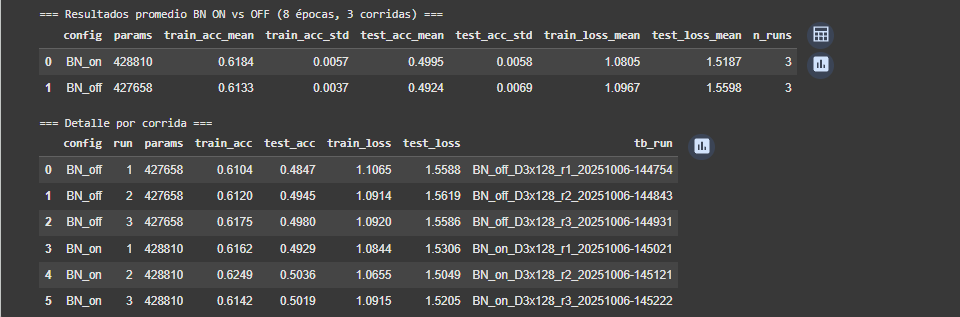 === Resultados promedio BN ON vs OFF (8 épocas, 3 corridas) ===
config params train_acc_mean train_acc_std test_acc_mean test_acc_std train_loss_mean test_loss_mean n_runs
0 BN_on 428810 0.6184 0.0057 0.4995 0.0058 1.0805 1.5187 3
1 BN_off 427658 0.6133 0.0037 0.4924 0.0069 1.0967 1.5598 3
=== Detalle por corrida ===
config run params train_acc test_acc train_loss test_loss tb_run
0 BN_off 1 427658 0.6104 0.4847 1.1065 1.5588 BN_off_D3x128_r1_20251006-144754
1 BN_off 2 427658 0.6120 0.4945 1.0914 1.5619 BN_off_D3x128_r2_20251006-144843
2 BN_off 3 427658 0.6175 0.4980 1.0920 1.5586 BN_off_D3x128_r3_20251006-144931
3 BN_on 1 428810 0.6162 0.4929 1.0844 1.5306 BN_on_D3x128_r1_20251006-145021
4 BN_on 2 428810 0.6249 0.5036 1.0655 1.5049 BN_on_D3x128_r2_20251006-145121
5 BN_on 3 428810 0.6142 0.5019 1.0915 1.5205 BN_on_D3x128_r3_20251006-145222